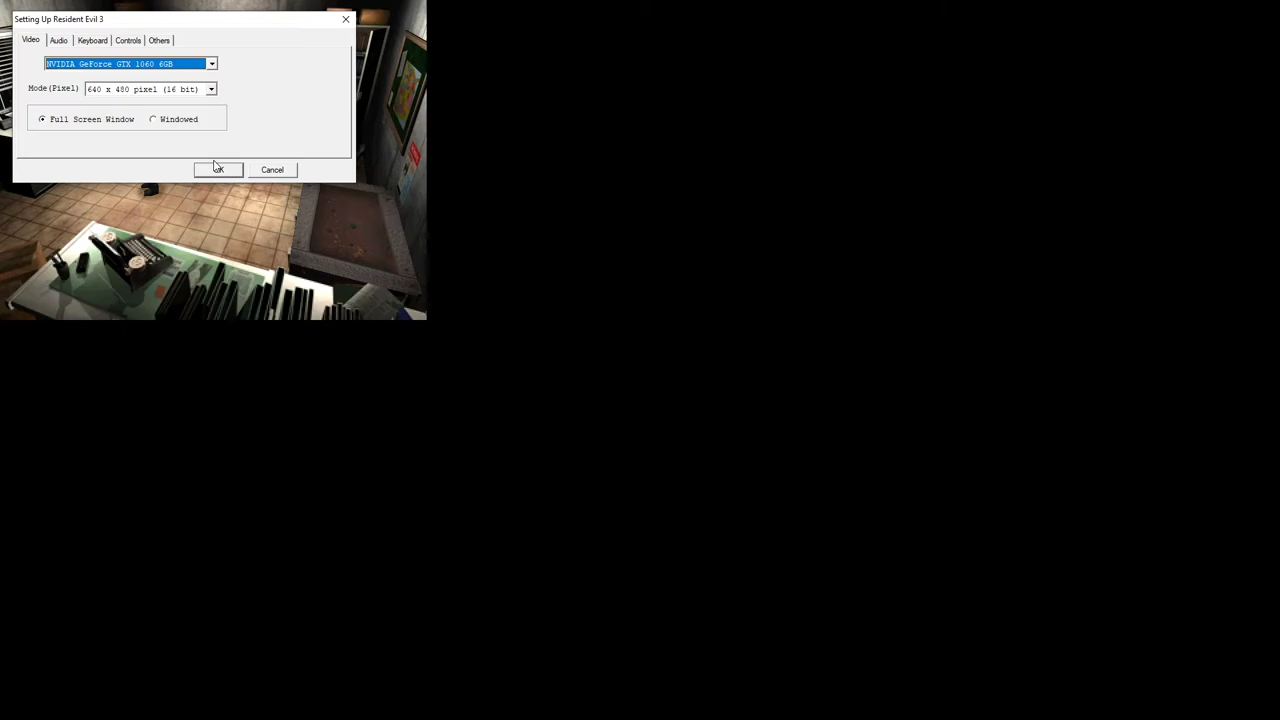 Setting Up Resident Evil 3
Video Audio Keyboard Controls Others
NVIDIA GeForce GTX 1060 6GB
Mode(Pixel) 640 x 480 pixel (16 bit)
Full Screen Window Windowed
OK Cancel